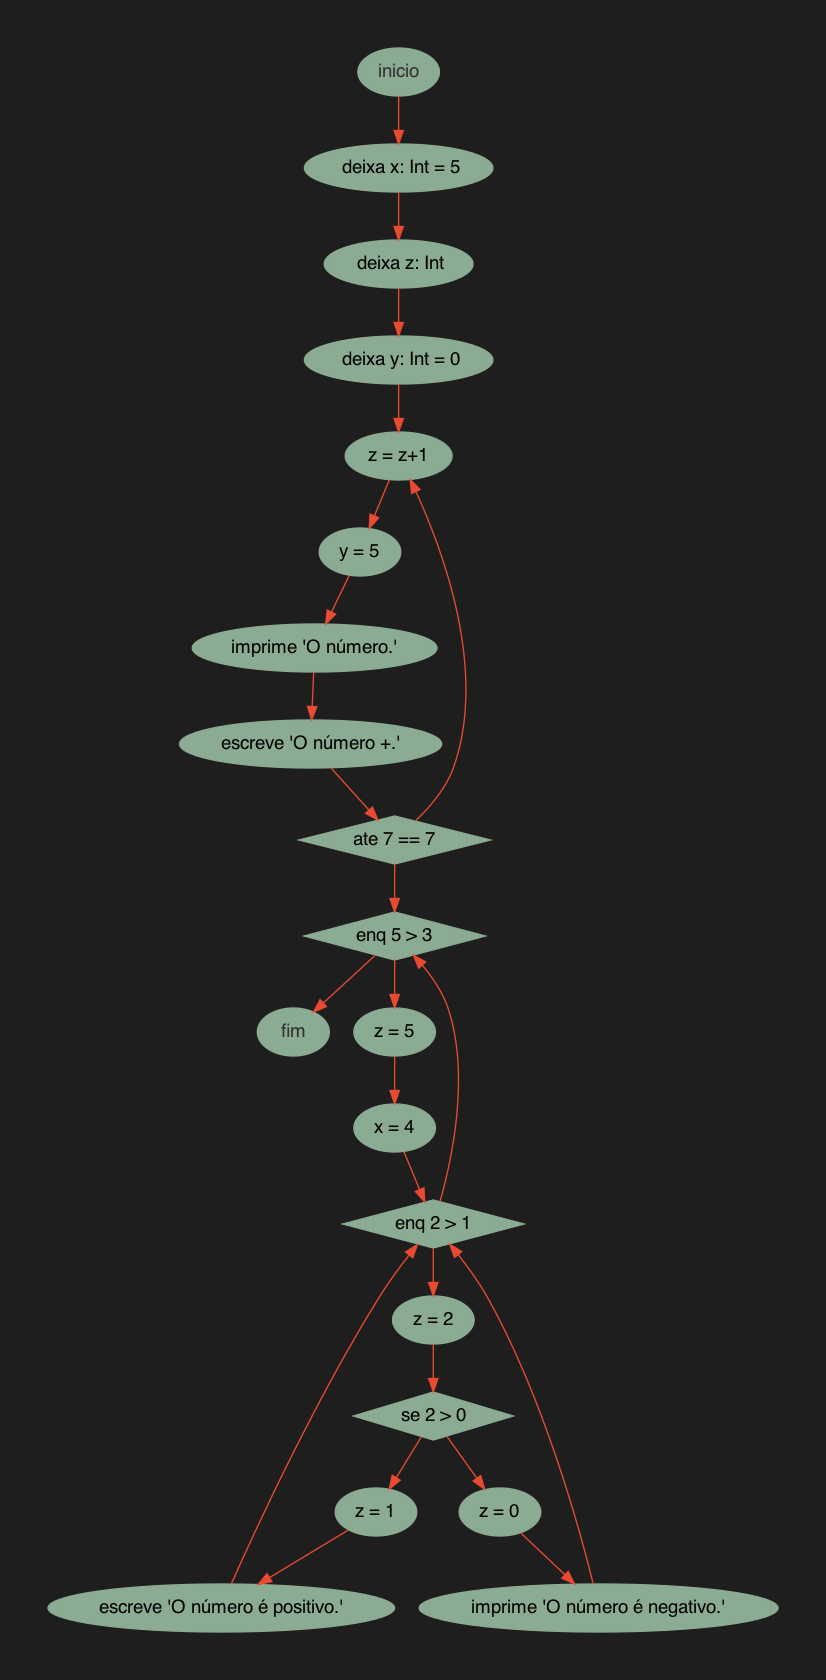 inicio
deixa x: Int = 5
deixa z: Int
deixa y: Int = 0
z = z+1
y = 5
imprime 'O número.'
escreve 'O número +.'
ate 7 == 7
enq 5 > 3
fim
z = 5
x = 4
enq 2 > 1
z = 2
se 2 > 0
z = 1
z = 0
escreve 'O número é positivo.'
imprime 'O número é negativo.'